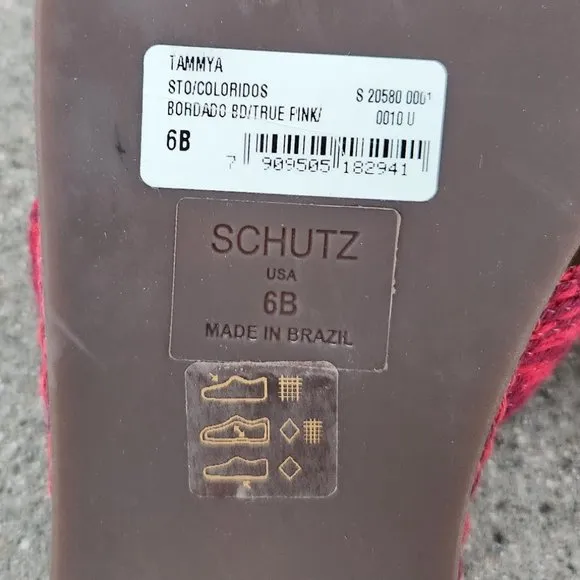 TAMMYA
STO/COLORIDOS S 20580 0001
BORDADO BD/TRUE PINK/ 0010 U
6B
7 909505 182941
SCHUTZ
USA
6B
MADE IN BRAZIL